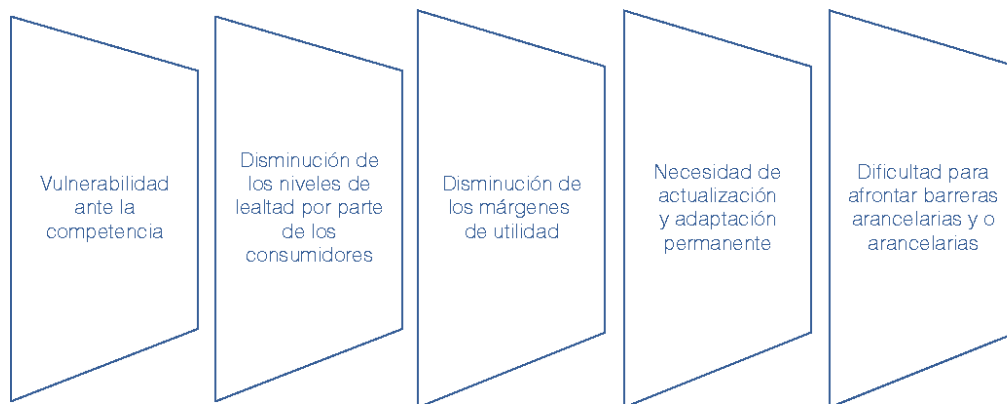 Vulnerabilidad
ante la
competencia
Disminución de
los niveles de
lealtad por parte
de los
consumidores
Disminución de
los márgenes
de utilidad
Necesidad de
actualización
y adaptación
permanente
Dificultad para
afrontar barreras
arancelarias y o
arancelarias